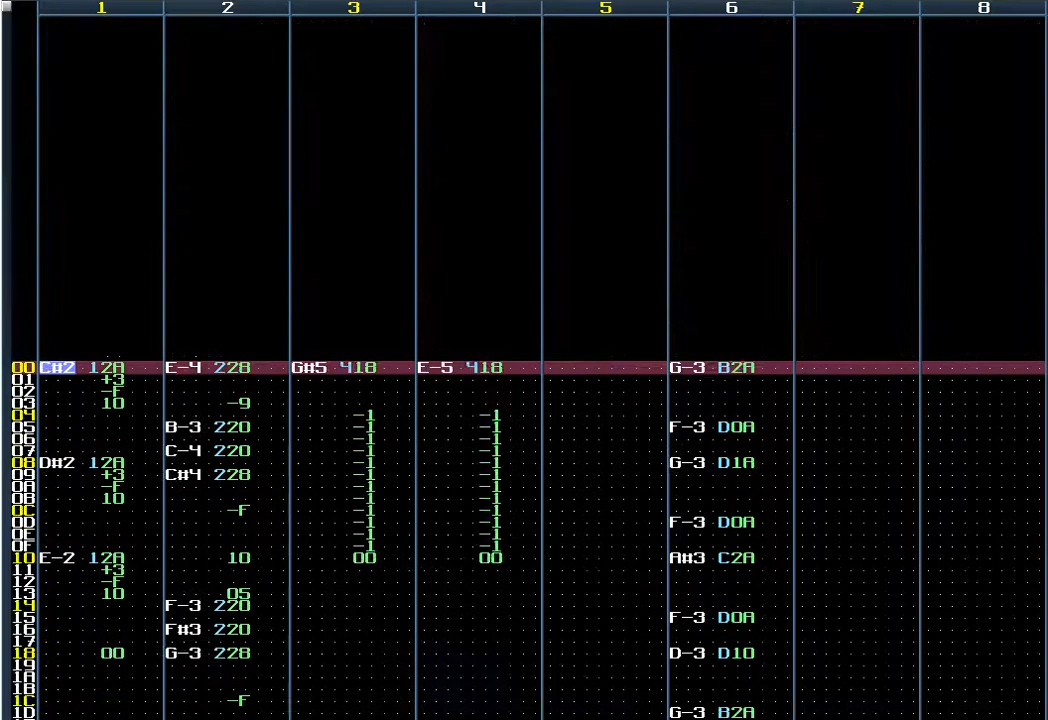 1 2 3 4 5 6 7 8
00 C#2 12A E-4 228 G#5 418 E-5 418 G-3 B2A
01 +3
02 -F
03 10 -9
04 -1 -1
05 B-3 220 -1 -1 F-3 D0A
06 -1 -1
07 C-4 220 -1 -1
08 D#2 12A -1 -1 G-3 D1A
09 +3 C#4 228 -1 -1
0A -F -1 -1
0B 10 -1 -1
0C -F -1 -1
0D -1 -1 F-3 D0A
0E -1 -1
0F -1 -1
10 E-2 12A 10 00 00 A#3 C2A
11 +3
12 -F
13 10 05
14 F-3 220
15 F-3 D0A
16 F#3 220
17
18 00 G-3 228 D-3 D10
19
1A
1B
1C -F
1D G-3 B2A